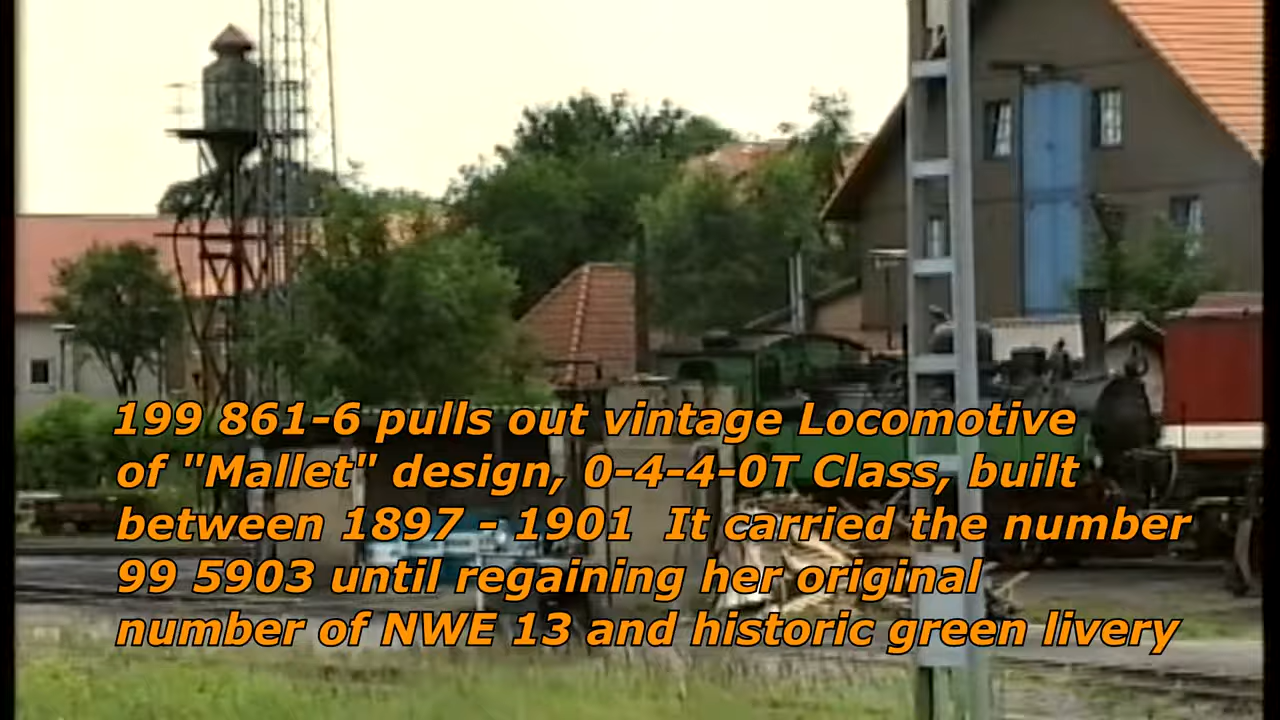 199 861-6 pulls out vintage Locomotive
of "Mallet" design, 0-4-4-0T Class, built
between 1897 - 1901  It carried the number
99 5903 until regaining her original
number of NWE 13 and historic green livery